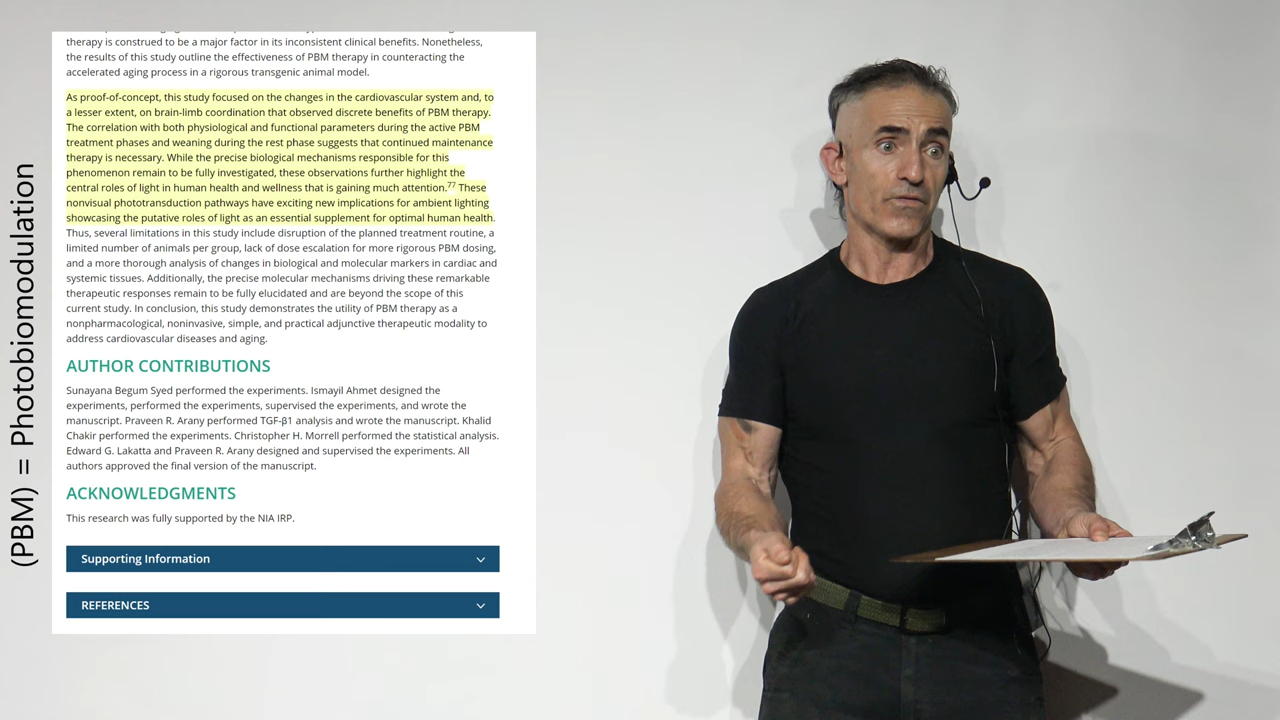 (PBM) = Photobiomodulation
therapy is construed to be a major factor in its inconsistent clinical benefits. Nonetheless,
the results of this study outline the effectiveness of PBM therapy in counteracting the
accelerated aging process in a rigorous transgenic animal model.
As proof-of-concept, this study focused on the changes in the cardiovascular system and, to
a lesser extent, on brain-limb coordination that observed discrete benefits of PBM therapy.
The correlation with both physiological and functional parameters during the active PBM
treatment phases and weaning during the rest phase suggests that continued maintenance
therapy is necessary. While the precise biological mechanisms responsible for this
phenomenon remain to be fully investigated, these observations further highlight the
central roles of light in human health and wellness that is gaining much attention.77 These
nonvisual phototransduction pathways have exciting new implications for ambient lighting
showcasing the putative roles of light as an essential supplement for optimal human health.
Thus, several limitations in this study include disruption of the planned treatment routine, a
limited number of animals per group, lack of dose escalation for more rigorous PBM dosing,
and a more thorough analysis of changes in biological and molecular markers in cardiac and
systemic tissues. Additionally, the precise molecular mechanisms driving these remarkable
therapeutic responses remain to be fully elucidated and are beyond the scope of this
current study. In conclusion, this study demonstrates the utility of PBM therapy as a
nonpharmacological, noninvasive, simple, and practical adjunctive therapeutic modality to
address cardiovascular diseases and aging.
AUTHOR CONTRIBUTIONS
Sunayana Begum Syed performed the experiments. Ismayil Ahmet designed the
experiments, performed the experiments, supervised the experiments, and wrote the
manuscript. Praveen R. Arany performed TGF-β1 analysis and wrote the manuscript. Khalid
Chakir performed the experiments. Christopher H. Morrell performed the statistical analysis.
Edward G. Lakatta and Praveen R. Arany designed and supervised the experiments. All
authors approved the final version of the manuscript.
ACKNOWLEDGMENTS
This research was fully supported by the NIA IRP.
Supporting Information
REFERENCES